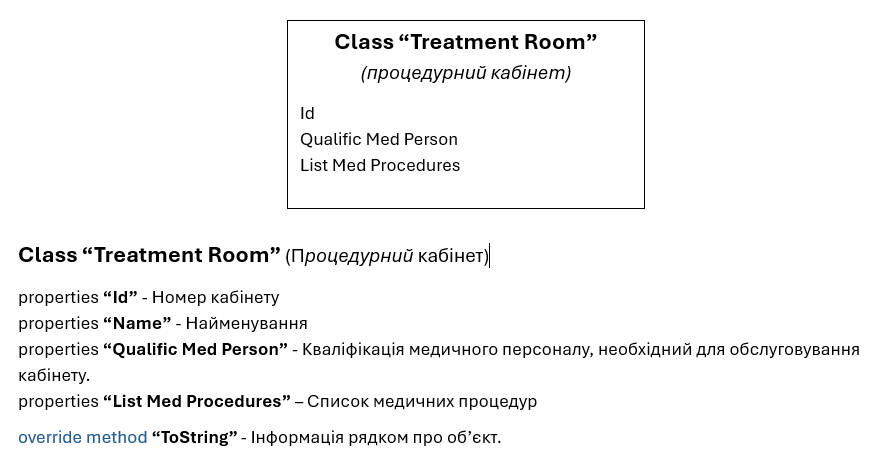 Class “Treatment Room”
(процедурний кабінет)
Id
Qualific Med Person
List Med Procedures
Class “Treatment Room” (Процедурний кабінет)
properties “Id” - Номер кабінету
properties “Name” - Найменування
properties “Qualific Med Person” - Кваліфікація медичного персоналу, необхідний для обслуговування
кабінету.
properties “List Med Procedures” – Список медичних процедур
override method “ToString” - Інформація рядком про об’єкт.